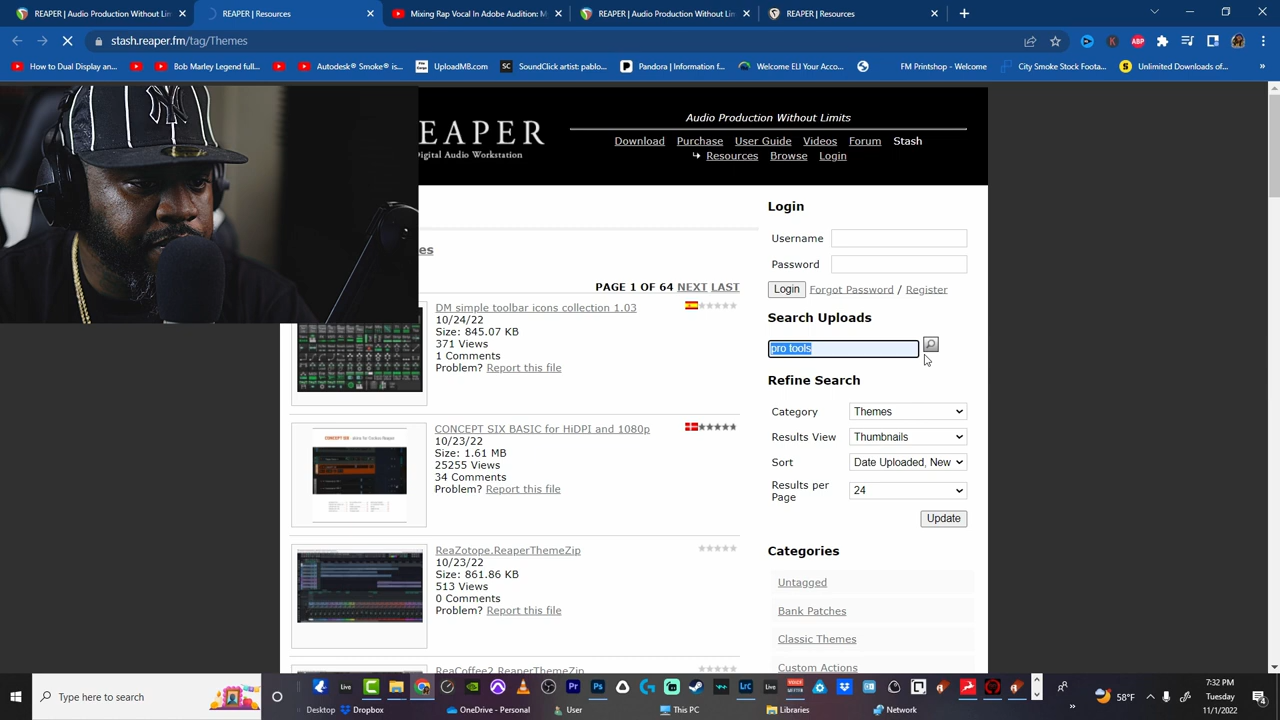 REAPER | Audio Production Without
REAPER | Resources
Mixing Rap Vocal in Adobe Audition: M
REAPER | Audio Production Without
REAPER | Uploads
stash.reaper.fm/tag/Themes
ABP
How to Dual Display an...
Bob Marley Legend full...
Autodesk® Smoke® is...
UploadMB.com
SoundClick artist: pablo...
Pandora | Information f...
Welcome ELI Your Acco...
FM Printshop - Welcome
City Smoke Stock Foota...
Unlimited Downloads of...
EAPER
Digital Audio Workstation
Audio Production Without Limits
Download Purchase User Guide Videos Forum Stash
Resources Browse Login
es
PAGE 1 OF 64 NEXT LAST
DM simple toolbar icons collection 1.03
10/24/22
Size: 845.07 KB
371 Views
1 Comments
Problem? Report this file
CONCEPT SIX BASIC for HiDPI and 1080p
10/23/22
Size: 1.61 MB
25255 Views
34 Comments
Problem? Report this file
ReaZotope.ReaperThemeZip
10/23/22
Size: 861.86 KB
513 Views
0 Comments
Problem? Report this file
ReaCoffee2.ReaperThemeZip
Login
Username
Password
Login Forgot Password / Register
Search Uploads
pro tools
Refine Search
Category Themes
Results View Thumbnails
Sort Date Uploaded, New
Results per Page 24
Update
Categories
Untagged
Bank Patches
Classic Themes
Custom Actions
Type here to search
58°F
7:32 PM
Tuesday
11/1/2022
Desktop
Dropbox
OneDrive - Personal
User
This PC
Libraries
Network